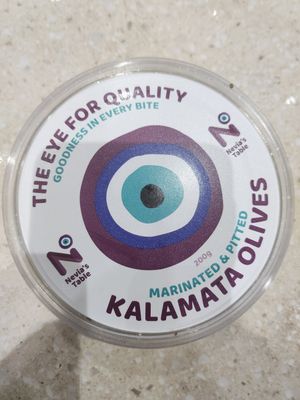 THE EYE FOR QUALITY
GOODNESS IN EVERY BITE
N
Nevia's
Table
N
Nevia's
Table
200g
MARINATED & PITTED
KALAMATA OLIVES